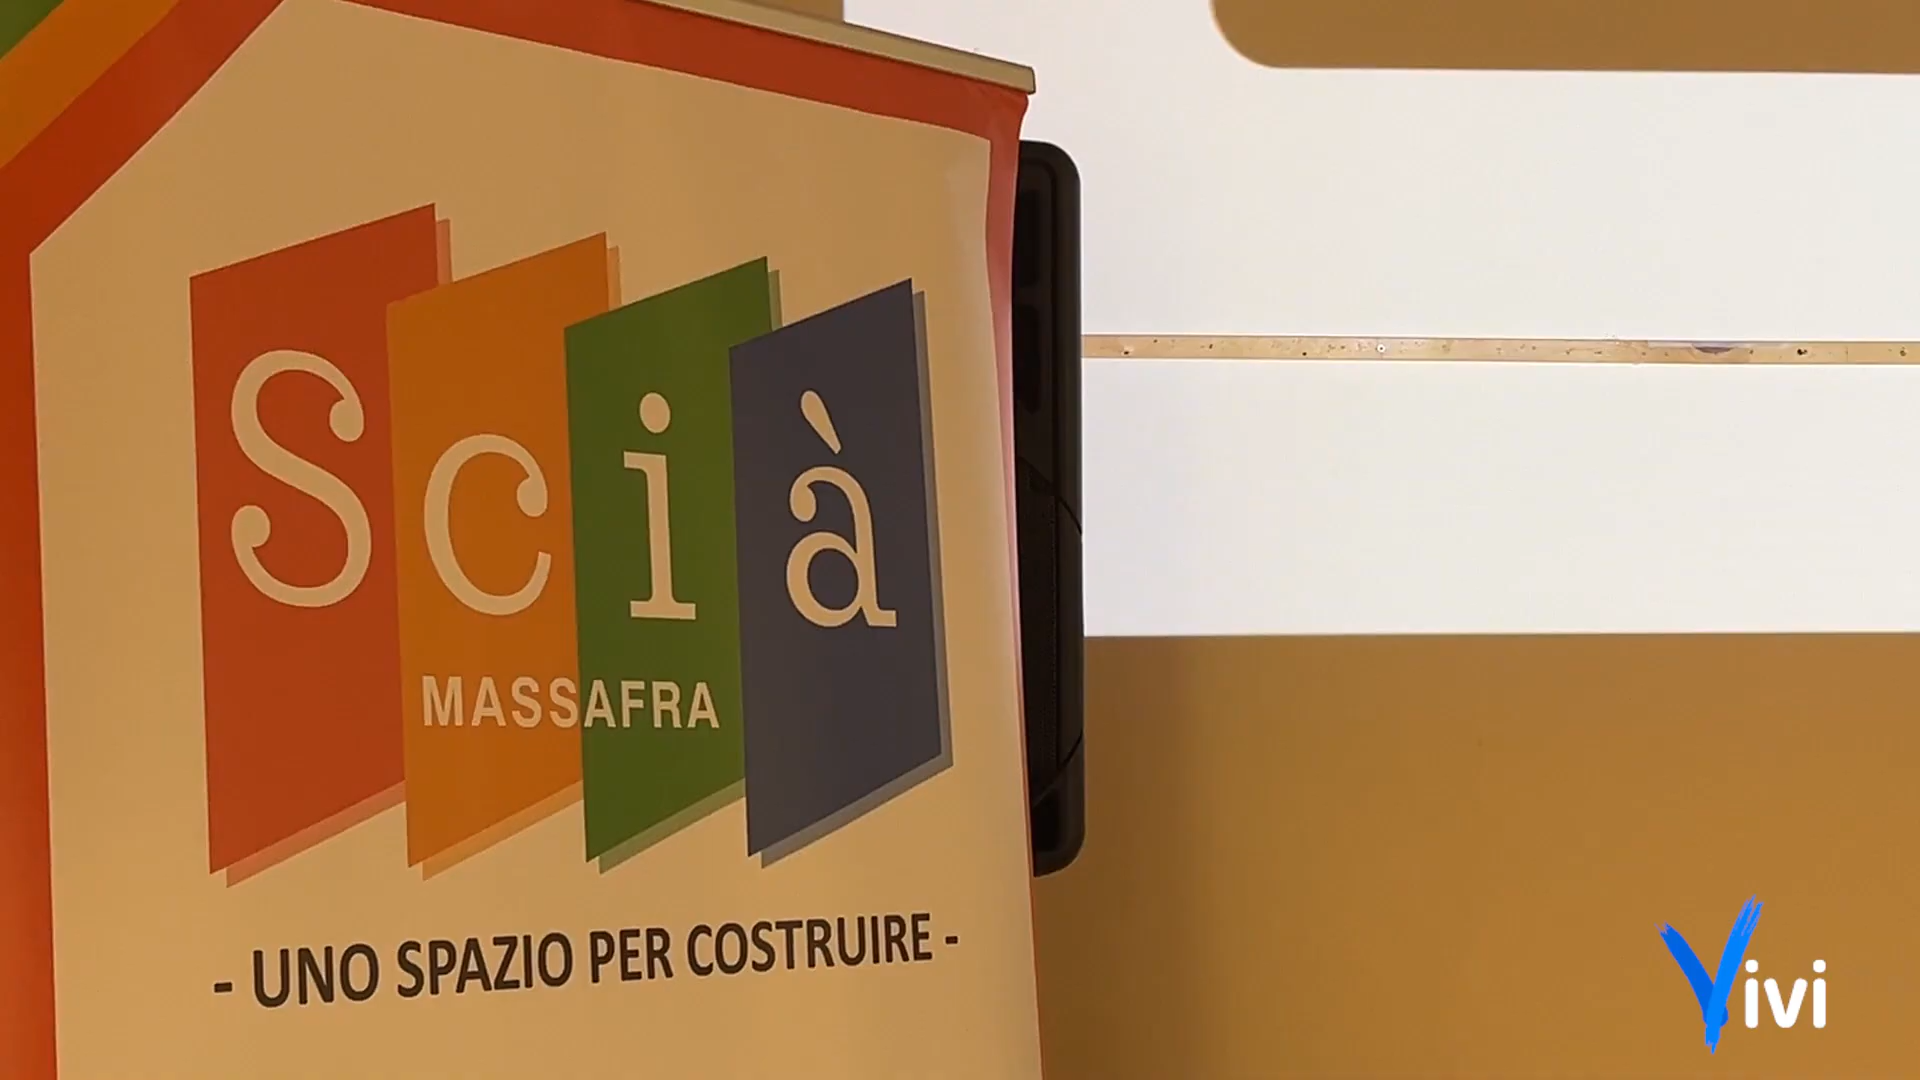 Scià
MASSAFRA
- UNO SPAZIO PER COSTRUIRE -
Vivi